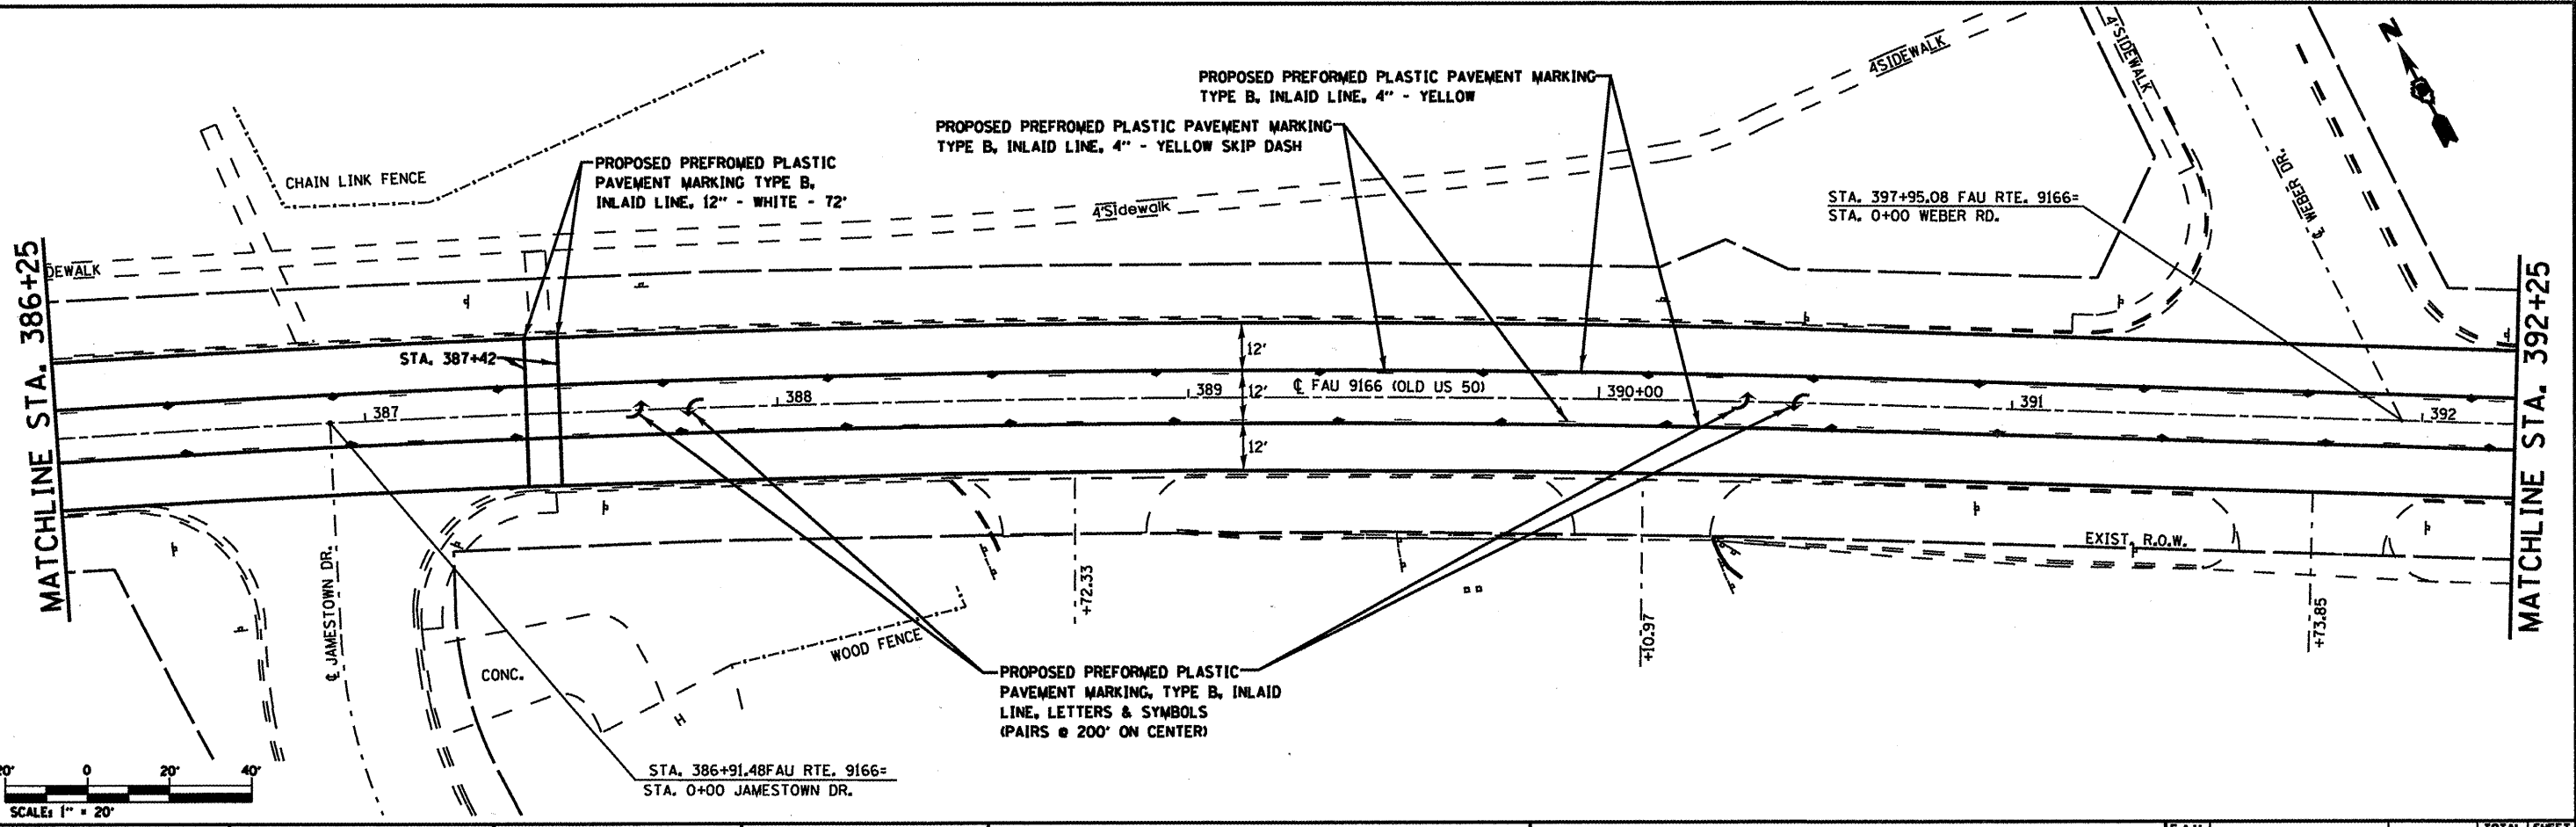 PROPOSED PREFORMED PLASTIC PAVEMENT MARKING
TYPE B, INLAID LINE, 4" - YELLOW
PROPOSED PREFROMED PLASTIC PAVEMENT MARKING
TYPE B, INLAID LINE, 4" - YELLOW SKIP DASH
PROPOSED PREFROMED PLASTIC
PAVEMENT MARKING TYPE B,
INLAID LINE, 12" - WHITE - 72'
4'SIDEWALK
4'SIDEWALK
N
CHAIN LINK FENCE
4'Sidewalk
STA. 397+95.08 FAU RTE. 9166=
STA. 0+00 WEBER RD.
℄ WEBER DR.
DEWALK
MATCHLINE STA. 386+25
STA. 387+42
12'
12'
12'
387
388
389
℄ FAU 9166 (OLD US 50)
390+00
391
392
MATCHLINE STA. 392+25
EXIST. R.O.W.
℄ JAMESTOWN DR.
+72.33
+10.97
+73.85
WOOD FENCE
CONC.
H
PROPOSED PREFORMED PLASTIC
PAVEMENT MARKING, TYPE B, INLAID
LINE, LETTERS & SYMBOLS
(PAIRS @ 200' ON CENTER)
STA. 386+91.48FAU RTE. 9166=
STA. 0+00 JAMESTOWN DR.
20' 0 20' 40'
SCALE: 1" = 20'
TOTAL SHEET